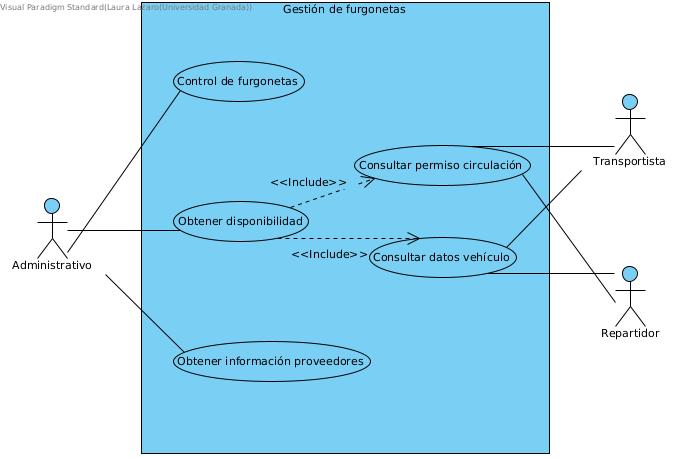 Visual Paradigm Standard(Laura Lázaro(Universidad Granada))
Gestión de furgonetas
Control de furgonetas
Consultar permiso circulación
Transportista
<<Include>>
Obtener disponibilidad
<<Include>>
Consultar datos vehículo
Administrativo
Repartidor
Obtener información proveedores